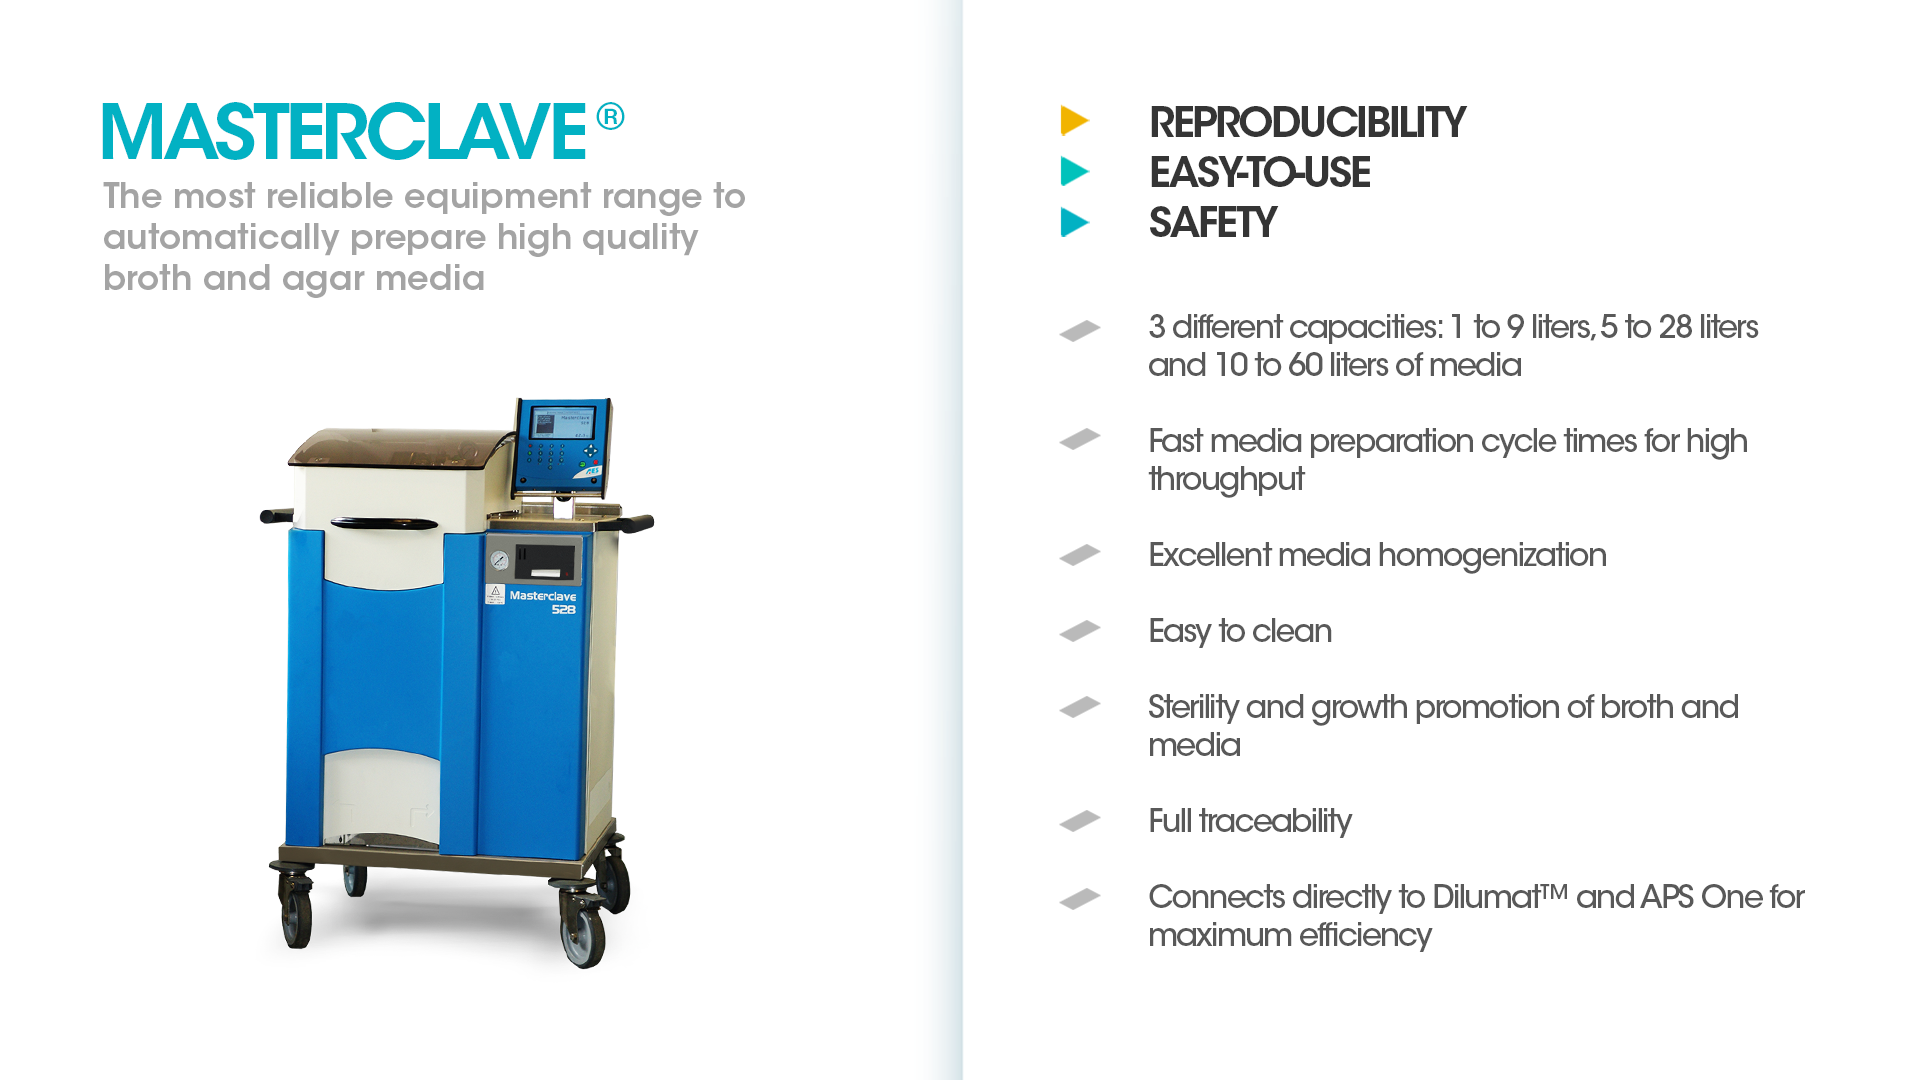 MASTERCLAVE®
The most reliable equipment range to
automatically prepare high quality
broth and agar media
Masterclave
528
AES
REPRODUCIBILITY
EASY-TO-USE
SAFETY
3 different capacities: 1 to 9 liters, 5 to 28 liters
and 10 to 60 liters of media
Fast media preparation cycle times for high
throughput
Excellent media homogenization
Easy to clean
Sterility and growth promotion of broth and
media
Full traceability
Connects directly to Dilumat™ and APS One for
maximum efficiency